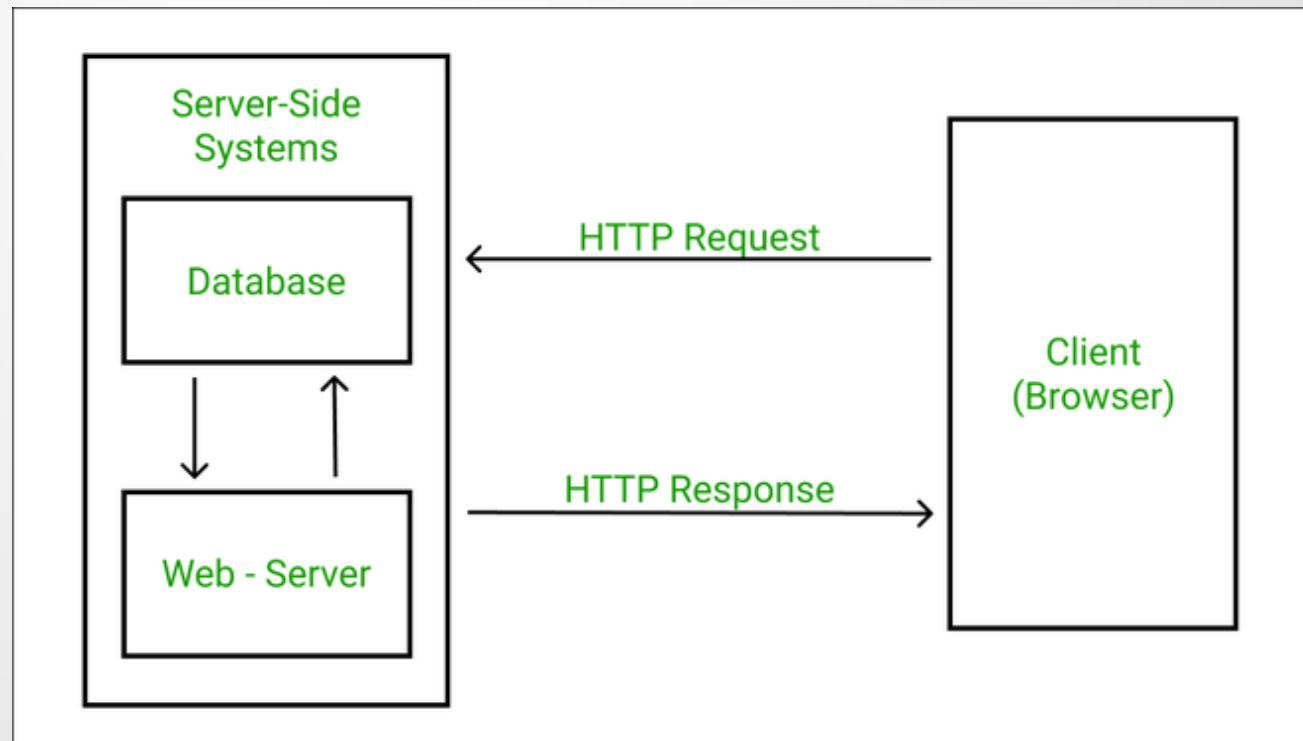 Server-Side
Systems
Database
Web - Server
HTTP Request
HTTP Response
Client
(Browser)